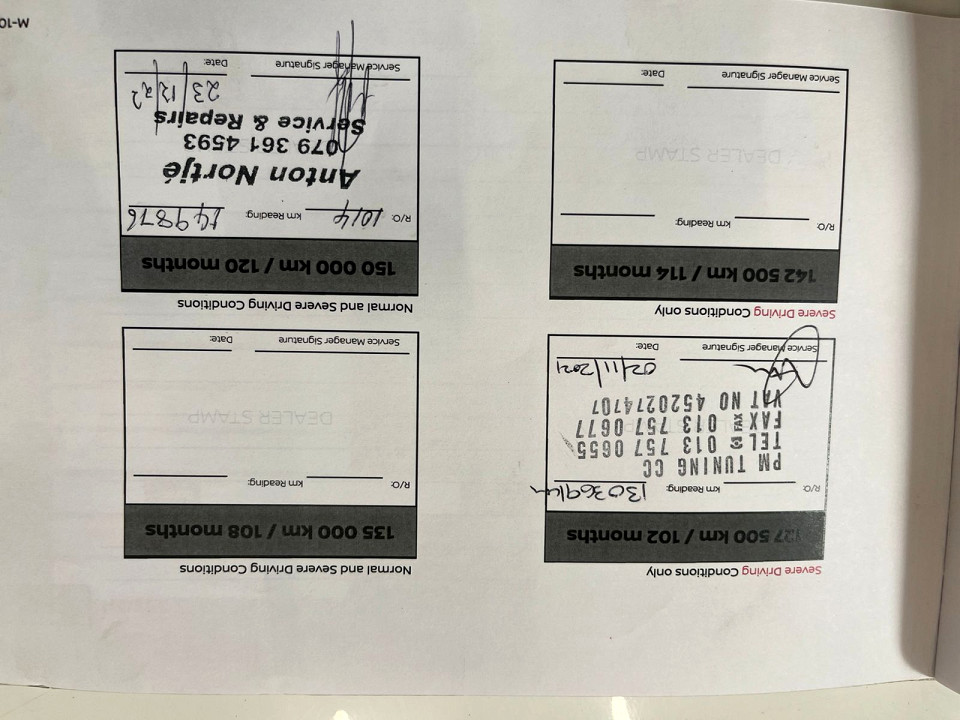 Severe Driving Conditions only
127 500 km / 102 months
R/O:
km Reading: 130369km
PM TUNING CC
TEL ☎ 013 757 0655
FAX FAX 013 757 0677
VAT NO 4520274707
02/11/2021
Service Manager Signature
Date:
Normal and Severe Driving Conditions
135 000 km / 108 months
R/O:
km Reading:
DEALER STAMP
Service Manager Signature
Date:
Severe Driving Conditions only
142 500 km / 114 months
R/O:
km Reading:
DEALER STAMP
Service Manager Signature
Date:
Normal and Severe Driving Conditions
150 000 km / 120 months
R/O: 1014 km Reading: 149876
Anton Nortjé
079 361 4593
Service & Repairs
23/12/22
Service Manager Signature
Date:
M-10